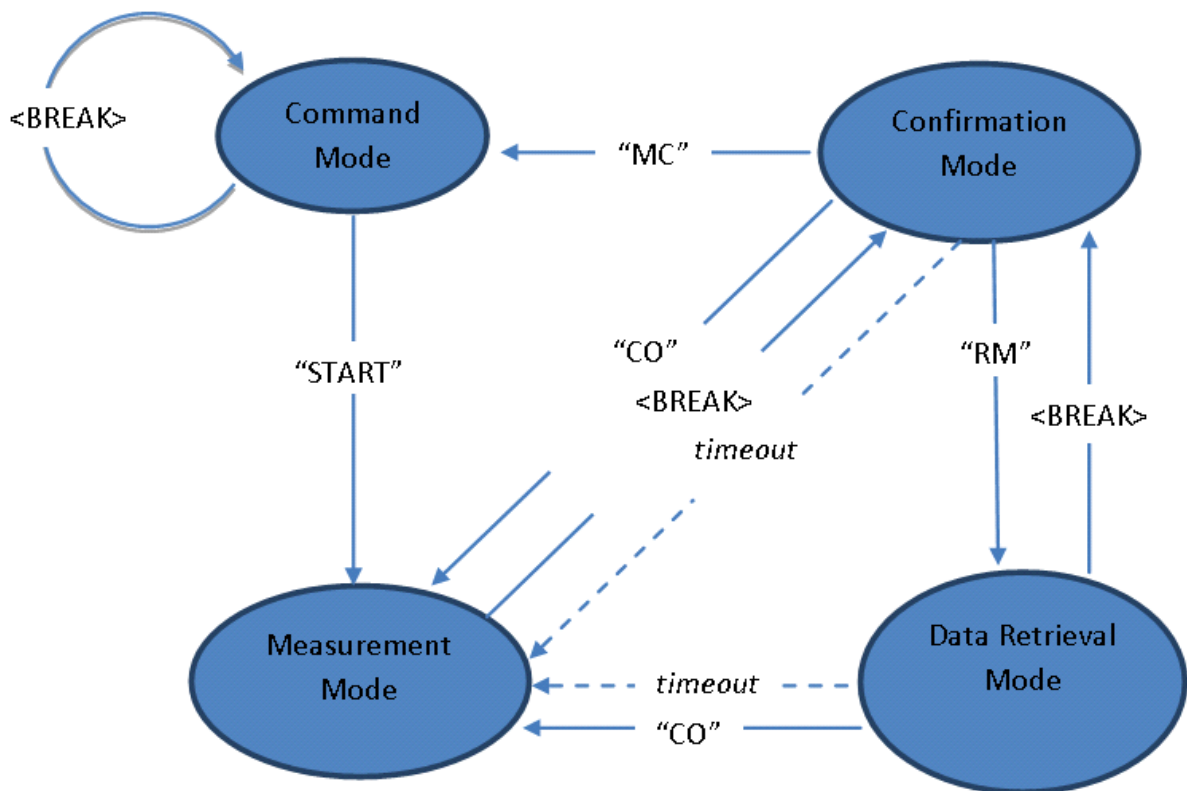 <BREAK>
Command
Mode
“MC”
Confirmation
Mode
“START”
“CO”
<BREAK>
timeout
“RM”
<BREAK>
Measurement
Mode
timeout
“CO”
Data Retrieval
Mode